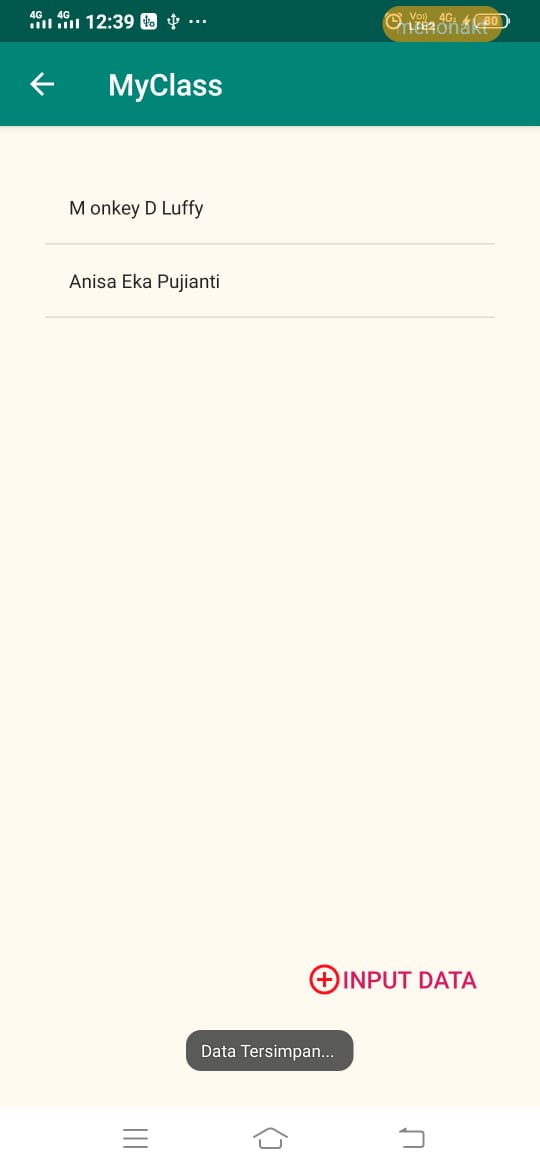 4G 4G 12:39 ... Vo)) LTE2 4G 80
MyClass
M onkey D Luffy
Anisa Eka Pujianti
INPUT DATA
Data Tersimpan...